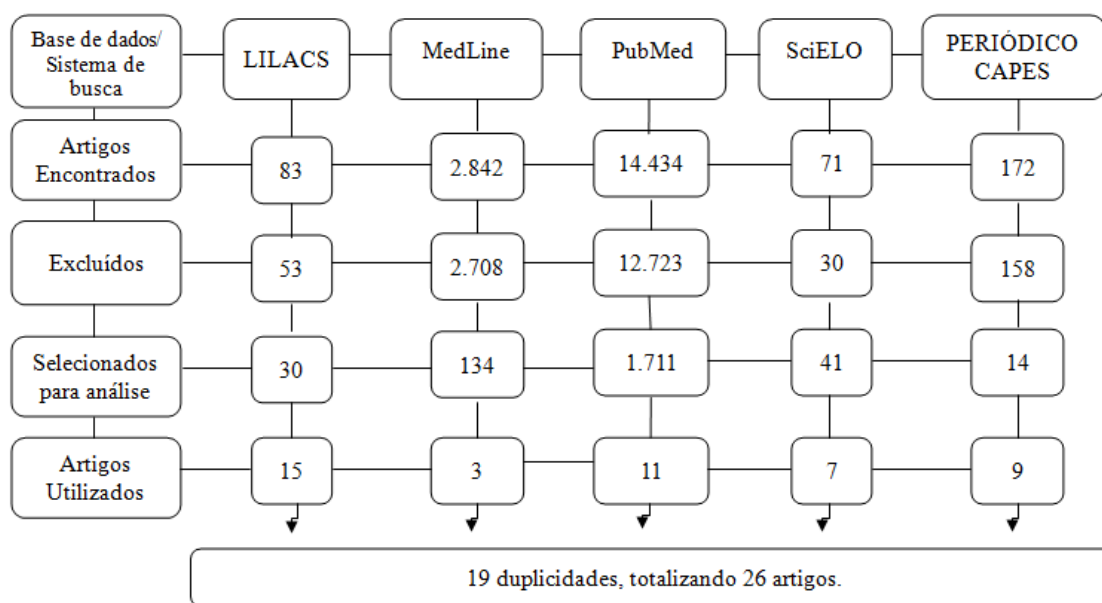 Base de dados/
Sistema de
busca
LILACS
MedLine
PubMed
SciELO
PERIÓDICO
CAPES
Artigos
Encontrados
83
2.842
14.434
71
172
Excluídos
53
2.708
12.723
30
158
Selecionados
para análise
30
134
1.711
41
14
Artigos
Utilizados
15
3
11
7
9
19 duplicidades, totalizando 26 artigos.